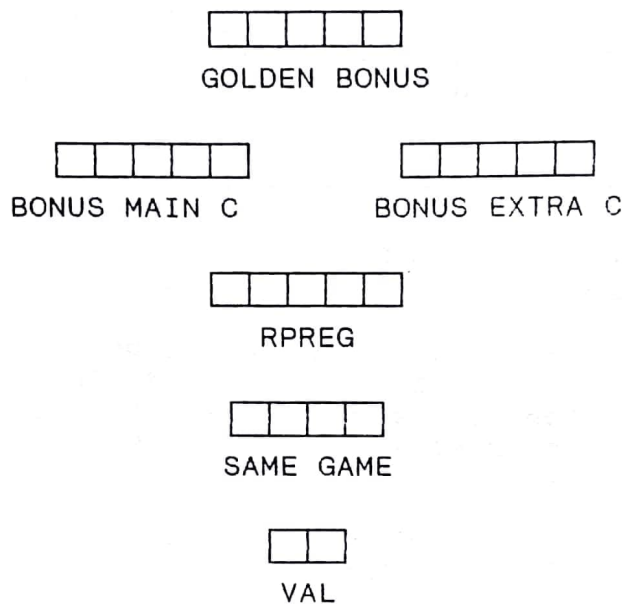 GOLDEN BONUS
BONUS MAIN C BONUS EXTRA C
RPREG
SAME GAME
VAL